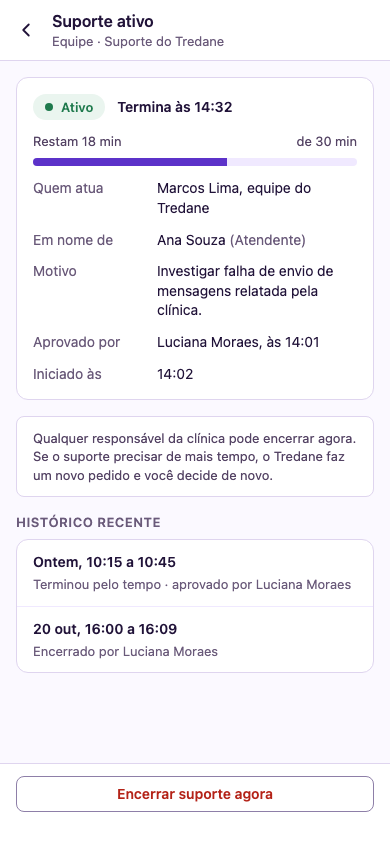 Suporte ativo
Equipe · Suporte do Tredane
Ativo Termina às 14:32
Restam 18 min de 30 min
Quem atua Marcos Lima, equipe do
Tredane
Em nome de Ana Souza (Atendente)
Motivo Investigar falha de envio de
mensagens relatada pela
clínica.
Aprovado por Luciana Moraes, às 14:01
Iniciado às 14:02
Qualquer responsável da clínica pode encerrar agora.
Se o suporte precisar de mais tempo, o Tredane faz
um novo pedido e você decide de novo.
HISTÓRICO RECENTE
Ontem, 10:15 a 10:45
Terminou pelo tempo · aprovado por Luciana Moraes
20 out, 16:00 a 16:09
Encerrado por Luciana Moraes
Encerrar suporte agora